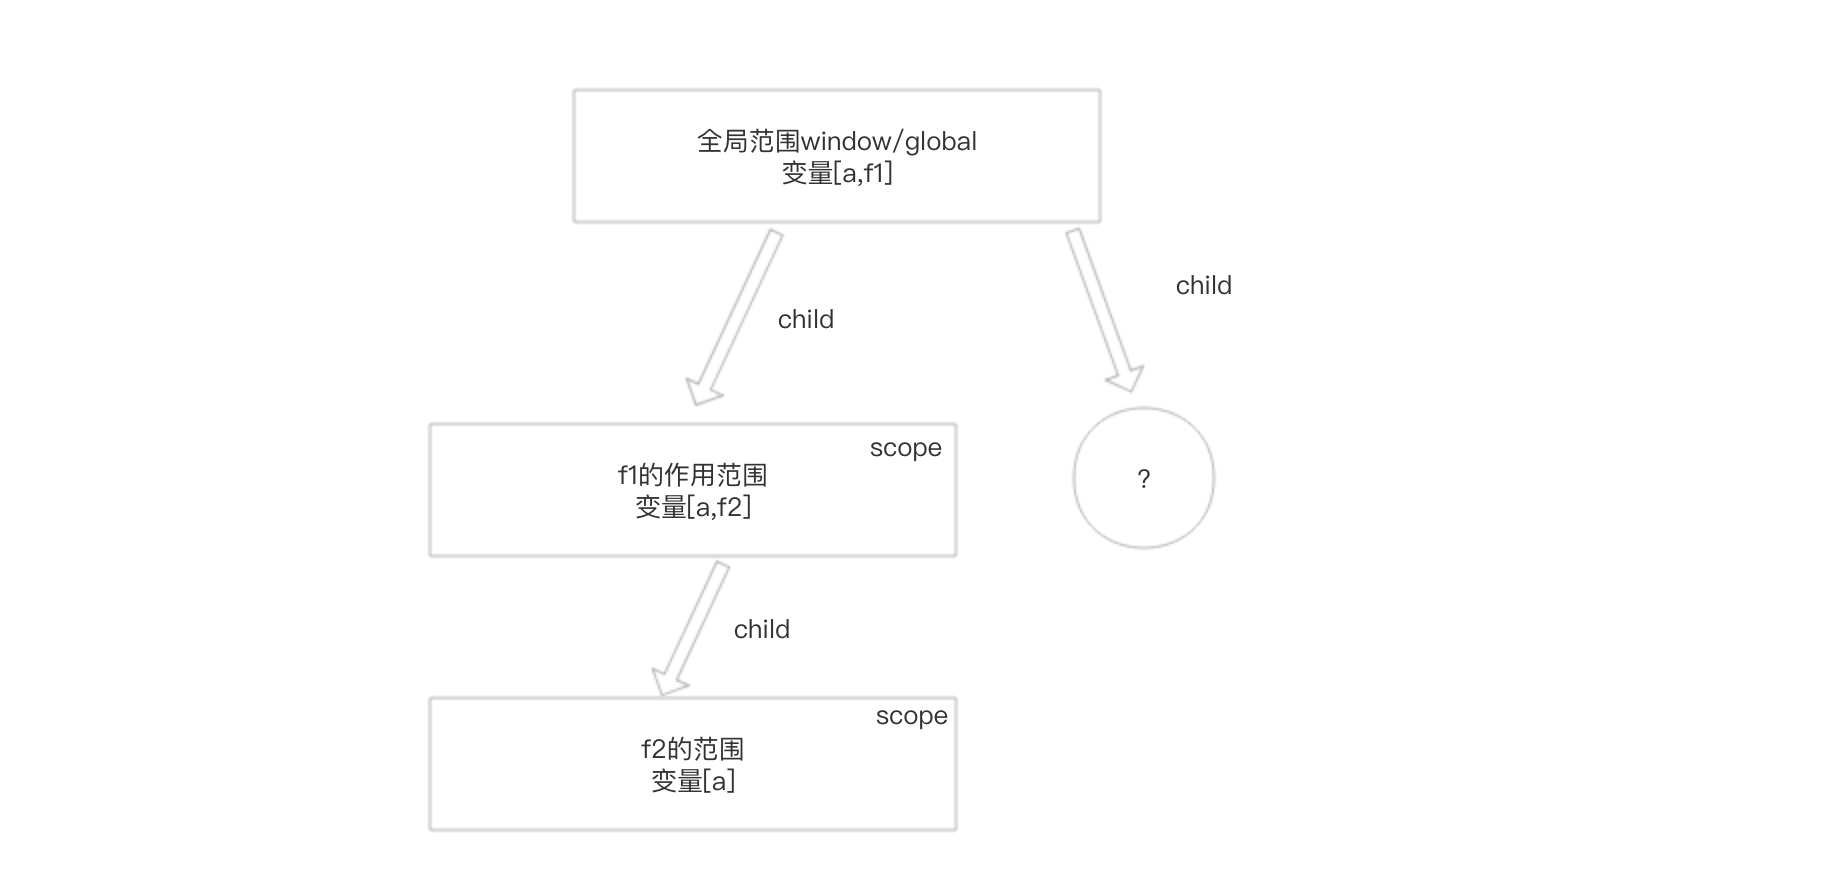 全局范围window/global
变量[a,f1]
child
child
scope
f1的作用范围
变量[a,f2]
?
child
scope
f2的范围
变量[a]